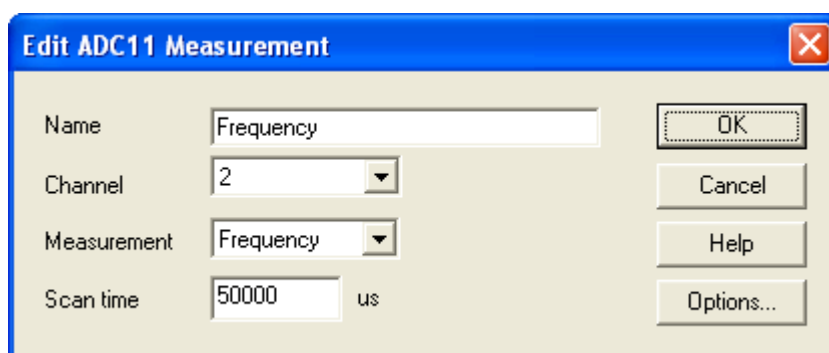 Edit ADC11 Measurement
Name Frequency OK
Channel 2 Cancel
Measurement Frequency Help
Scan time 50000 us Options...